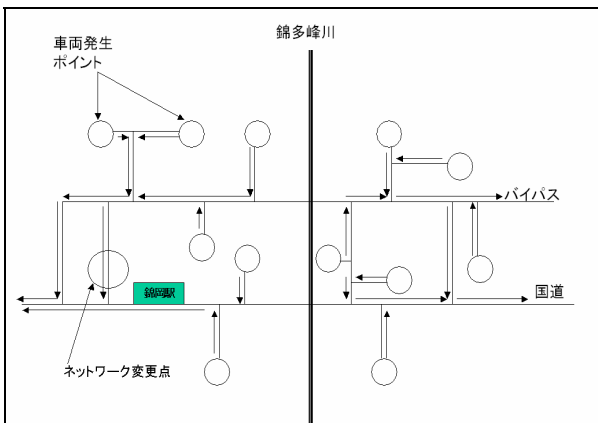 錦多峰川
車両発生
ポイント
バイパス
国道
錦岡駅
ネットワーク変更点